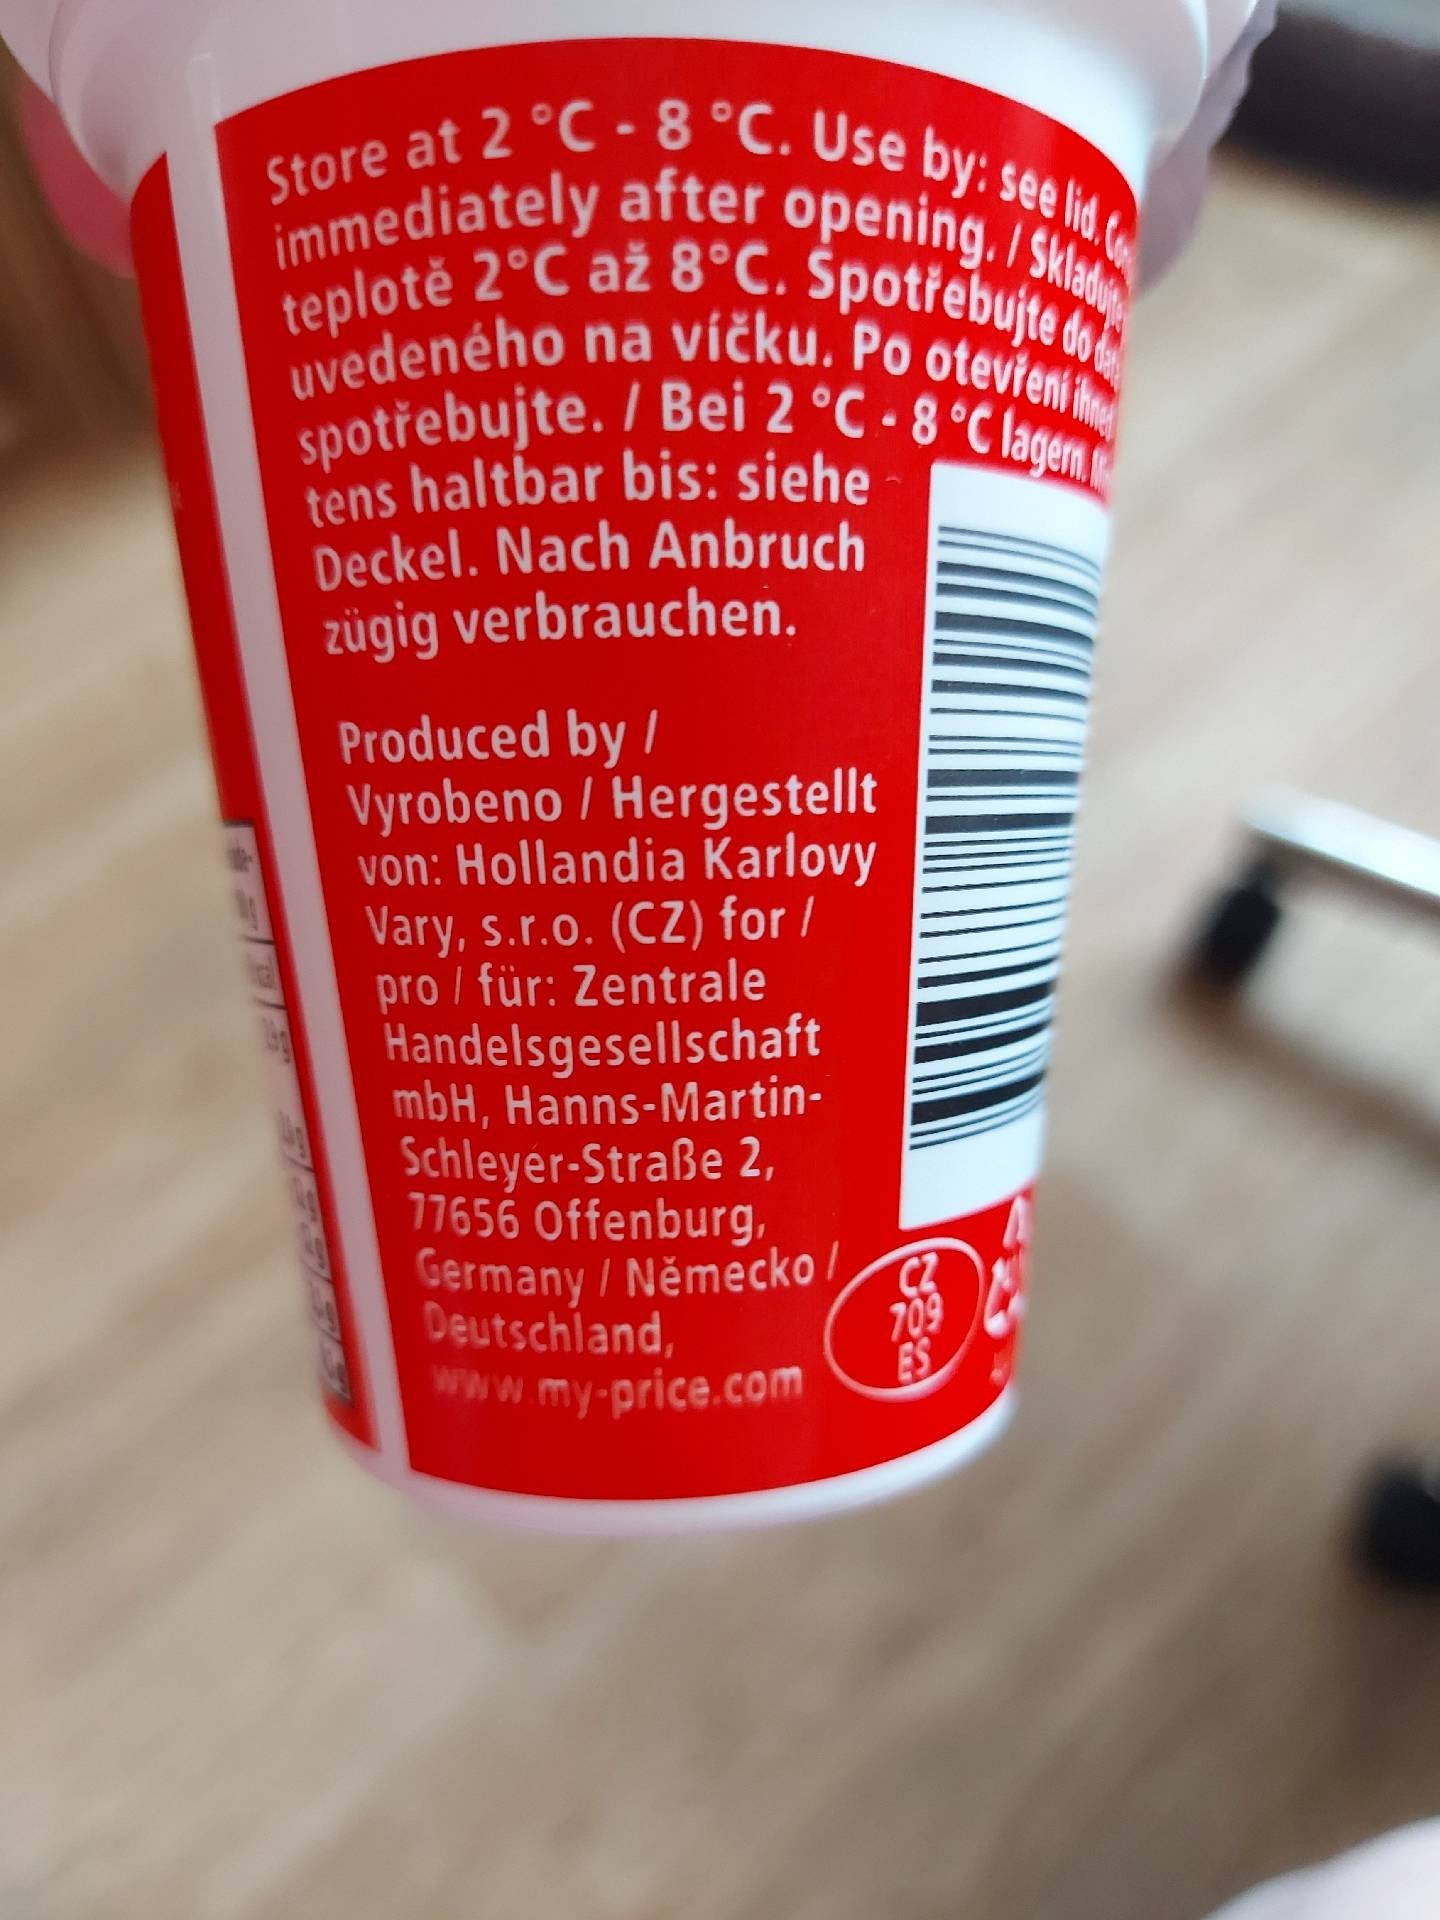 Store at 2 °C - 8 °C. Use by: see lid.
immediately after opening. / Skladujte
teplotě 2°C až 8°C. Spotřebujte do data
uvedeného na víčku. Po otevření ihned
spotřebujte. / Bei 2 °C - 8 °C lagern.
tens haltbar bis: siehe
Deckel. Nach Anbruch
zügig verbrauchen.
Produced by /
Vyrobeno / Hergestellt
von: Hollandia Karlovy
Vary, s.r.o. (CZ) for /
pro / für: Zentrale
Handelsgesellschaft
mbH, Hanns-Martin-
Schleyer-Straße 2,
77656 Offenburg,
Germany / Německo /
Deutschland,
www.my-price.com
CZ
709
ES